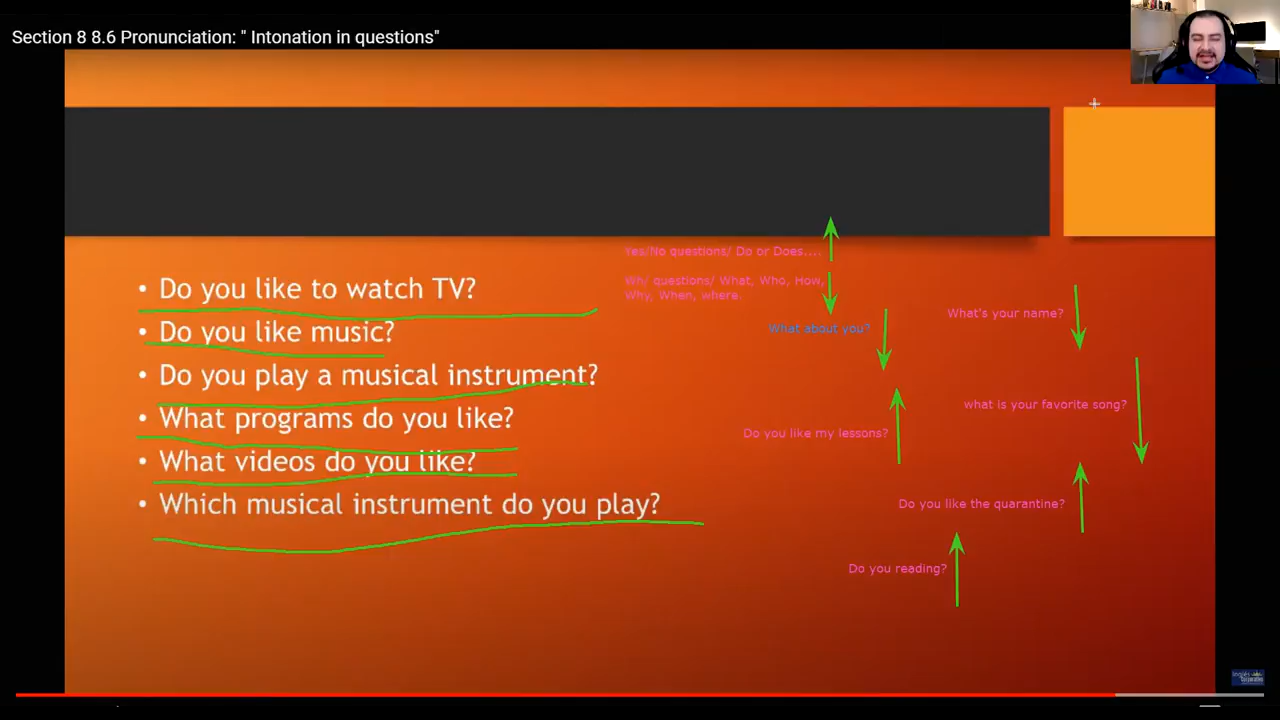 Section 8 8.6 Pronunciation: " Intonation in questions"
Yes/No questions/ Do or Does....
Wh/ questions/ What, Who, How,
Why, When, where.
• Do you like to watch TV?
• Do you like music?
• Do you play a musical instrument?
• What programs do you like?
• What videos do you like?
• Which musical instrument do you play?
What's your name?
What about you?
what is your favorite song?
Do you like my lessons?
Do you like the quarantine?
Do you reading?